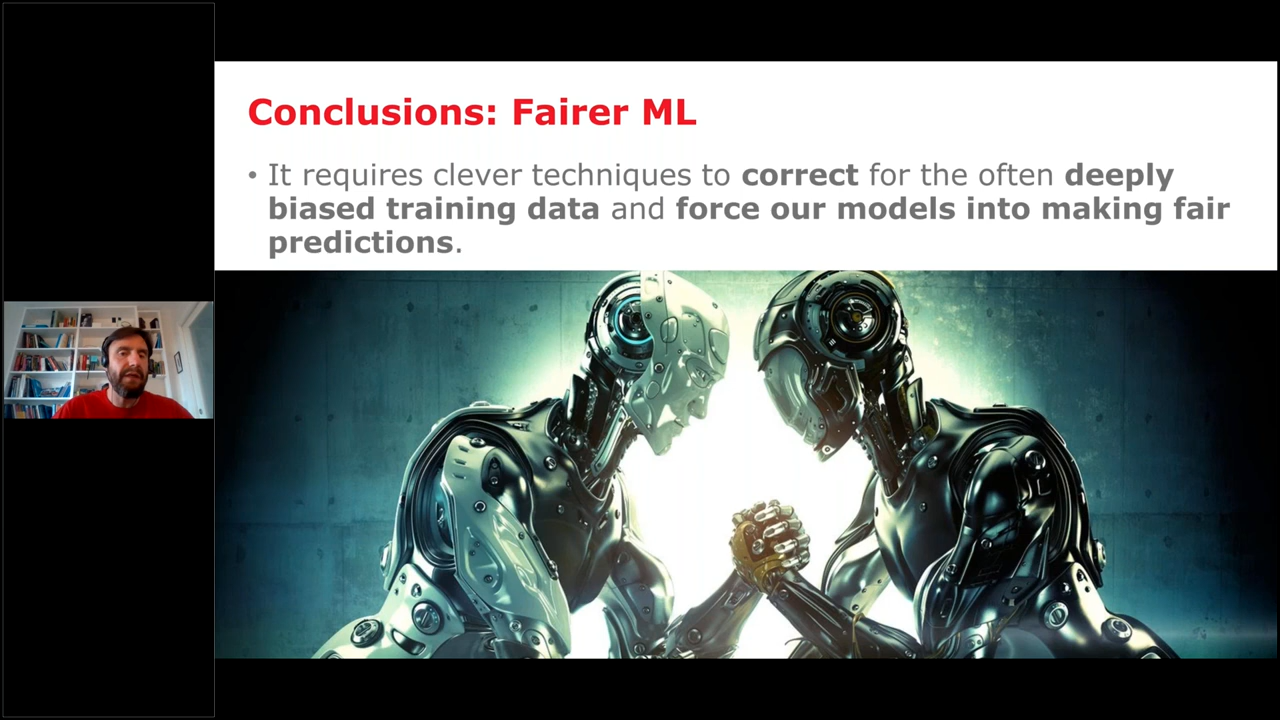 Conclusions: Fairer ML
• It requires clever techniques to correct for the often deeply
biased training data and force our models into making fair
predictions.